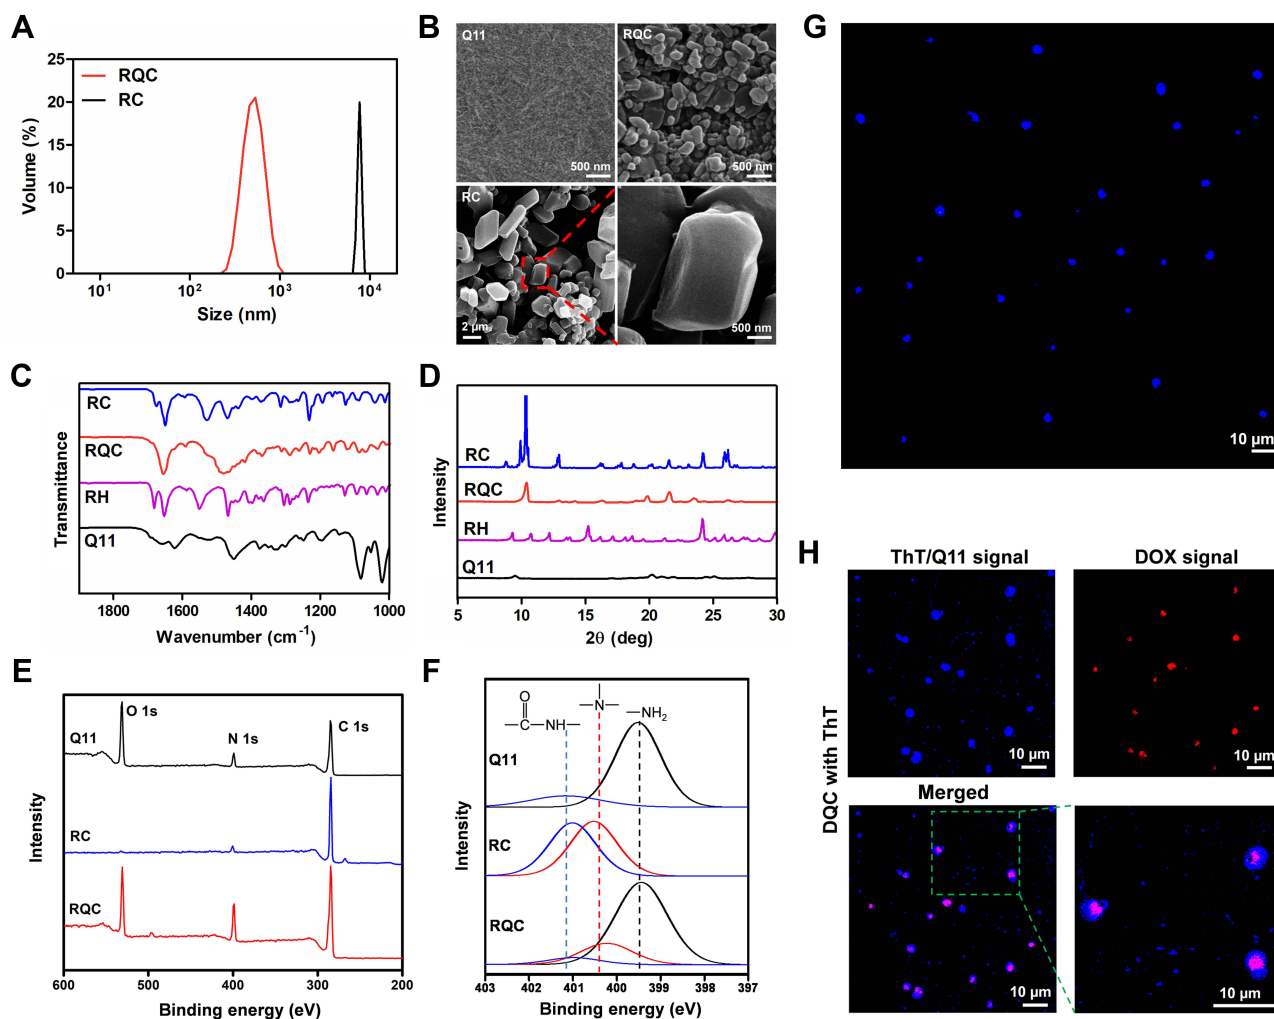 A
25
20
15
10
5
0
Volume (%)
RQC
RC
10¹
10²
10³
10⁴
Size (nm)
B
Q11
500 nm
RQC
500 nm
RC
2 μm
500 nm
C
RC
RQC
RH
Q11
Transmittance
1800
1600
1400
1200
1000
Wavenumber (cm⁻¹)
D
RC
RQC
RH
Q11
Intensity
5
10
15
20
25
30
2θ (deg)
E
Q11
O 1s
N 1s
C 1s
RC
RQC
Intensity
600
500
400
300
200
Binding energy (eV)
F
O
C
NH
N
NH₂
Q11
RC
RQC
Intensity
403
402
401
400
399
398
397
Binding energy (eV)
G
10 μm
H
ThT/Q11 signal
DOX signal
DQC with ThT
10 μm
10 μm
Merged
10 μm
10 μm